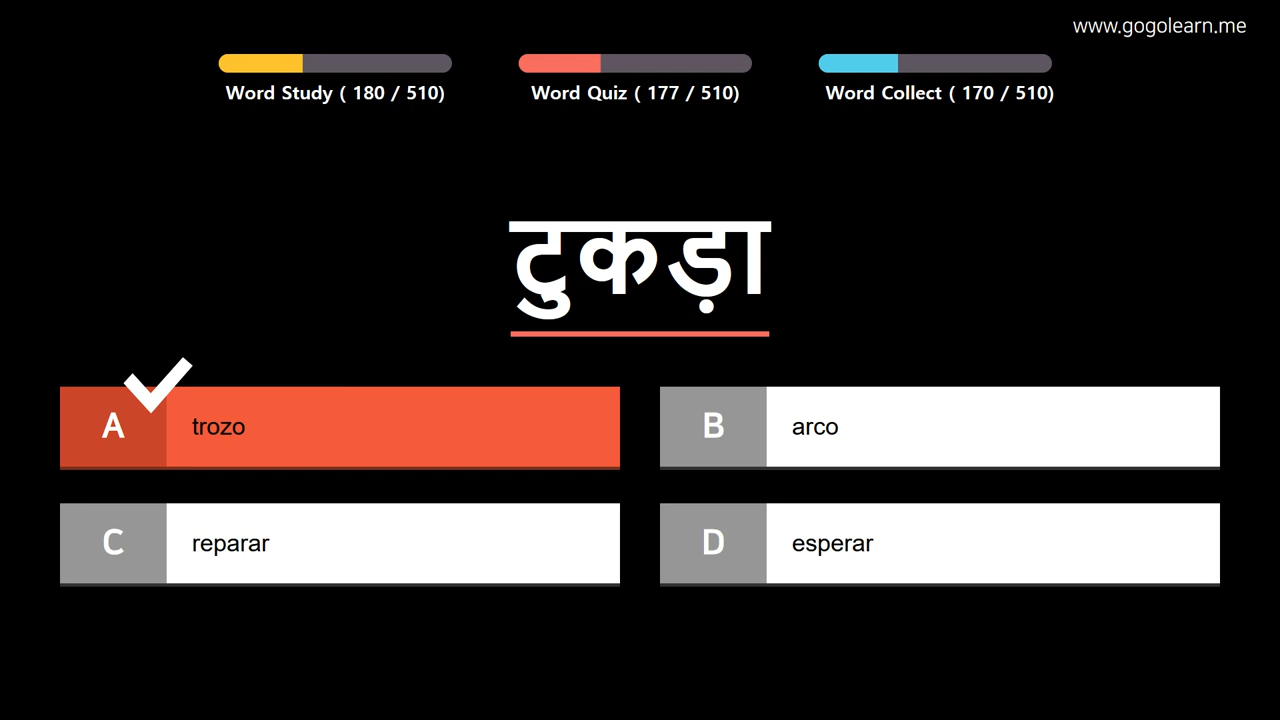 www.gogolearn.me
Word Study ( 180 / 510)
Word Quiz ( 177 / 510)
Word Collect ( 170 / 510)
टुकड़ा
A trozo
B arco
C reparar
D esperar